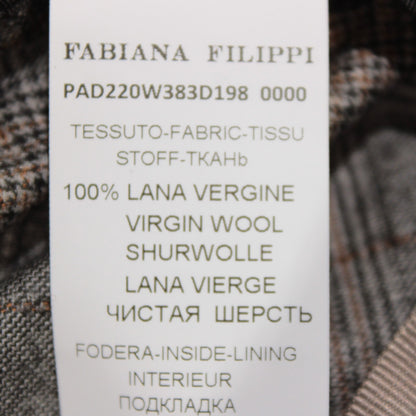 FABIANA FILIPPI
PAD220W383D198 0000
TESSUTO-FABRIC-TISSU
STOFF-TKAHb
100% LANA VERGINE
VIRGIN WOOL
SHURWOLLE
LANA VIERGE
ЧИСТАЯ ШЕРСТЬ
FODERA-INSIDE-LINING
INTERIEUR
ПОДКЛАДКА